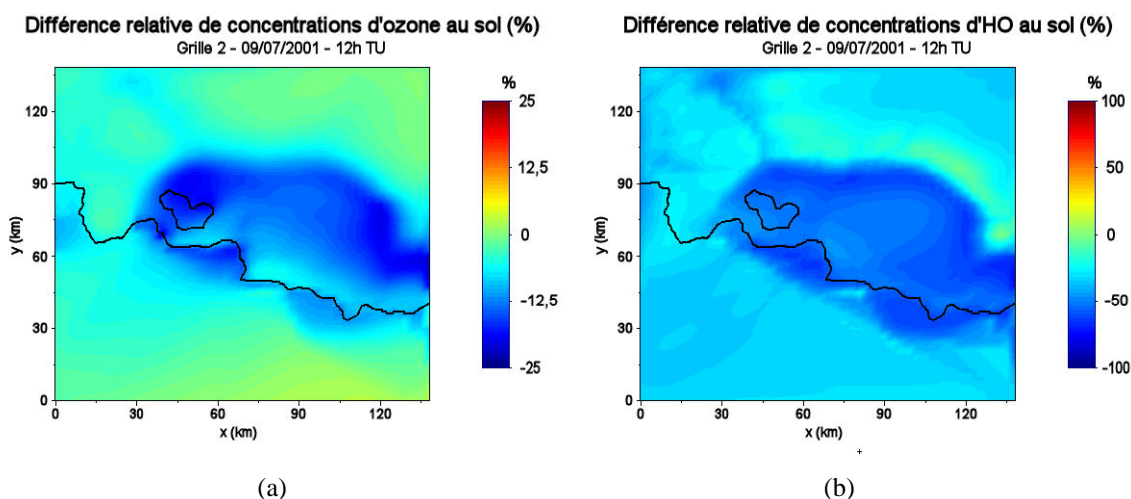 Différence relative de concentrations d'ozone au sol (%)
Grille 2 - 09/07/2001 - 12h TU
%
25
12,5
0
-12,5
-25
120
90
60
30
0
y (km)
0 30 60 90 120
x (km)
(a)
Différence relative de concentrations d'HO au sol (%)
Grille 2 - 09/07/2001 - 12h TU
%
100
50
0
-50
-100
120
90
60
30
0
y (km)
0 30 60 90 120
x (km)
(b)